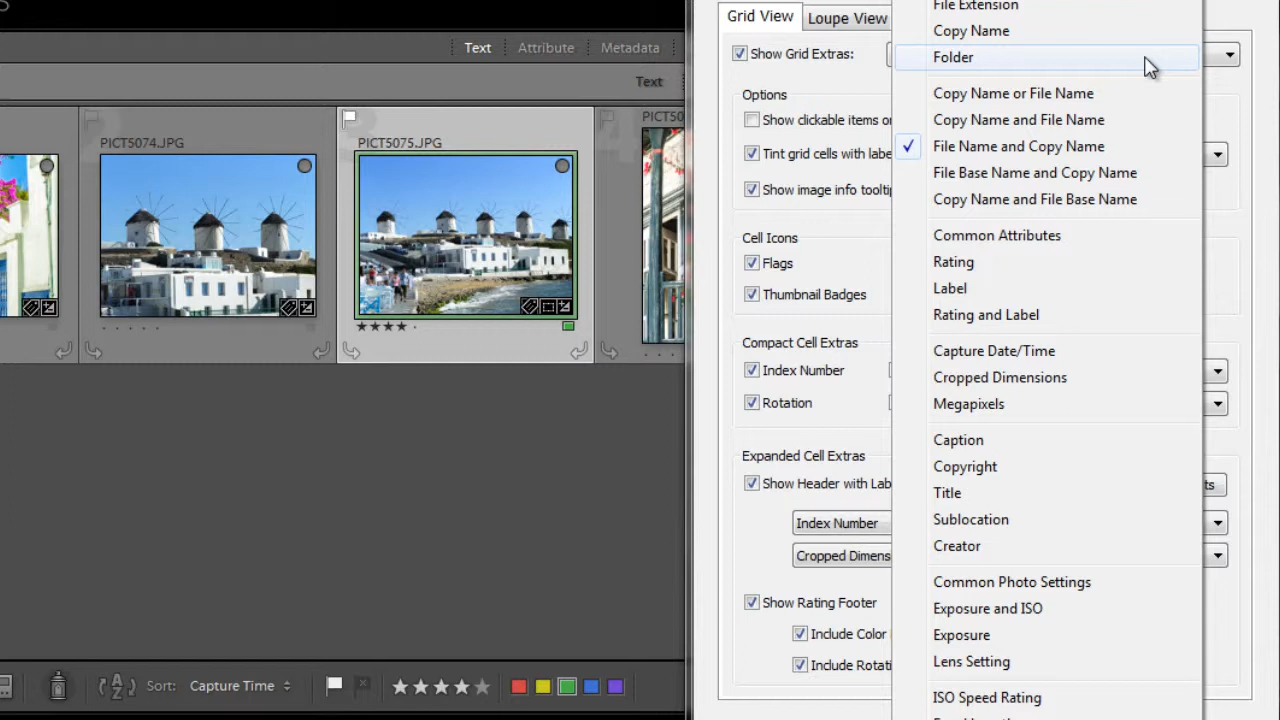 Text Attribute Metadata
Text
PICT5074.JPG
PICT5075.JPG
PICT50
Sort: Capture Time
Grid View
Loupe View
Show Grid Extras:
Options
Show clickable items o
Tint grid cells with labe
Show image info toolti
Cell Icons
Flags
Thumbnail Badges
Compact Cell Extras
Index Number
Rotation
Expanded Cell Extras
Show Header with Lab
ts
Index Number
Cropped Dimens
Show Rating Footer
Include Color
Include Rotati
File Extension
Copy Name
Folder
Copy Name or File Name
Copy Name and File Name
File Name and Copy Name
File Base Name and Copy Name
Copy Name and File Base Name
Common Attributes
Rating
Label
Rating and Label
Capture Date/Time
Cropped Dimensions
Megapixels
Caption
Copyright
Title
Sublocation
Creator
Common Photo Settings
Exposure and ISO
Exposure
Lens Setting
ISO Speed Rating